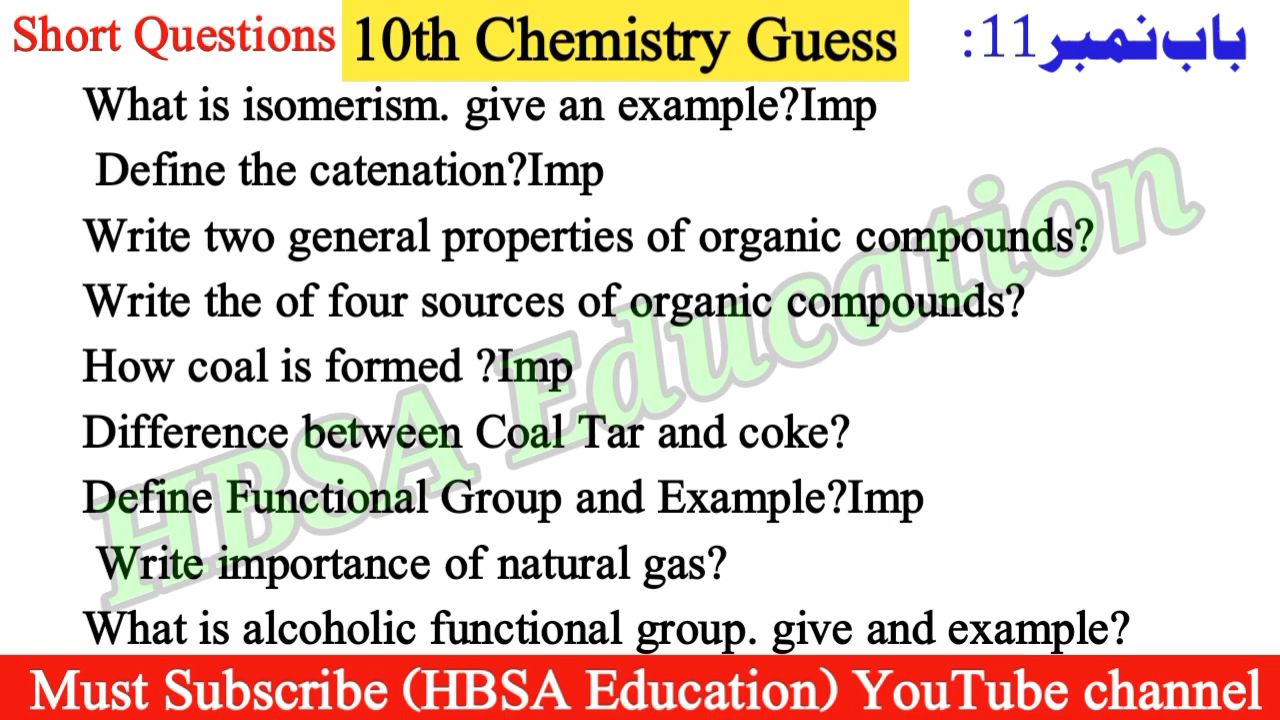 Short Questions 10th Chemistry Guess باب نمبر11:
What is isomerism. give an example?Imp
Define the catenation?Imp
Write two general properties of organic compounds?
Write the of four sources of organic compounds?
How coal is formed ?Imp
Difference between Coal Tar and coke?
Define Functional Group and Example?Imp
Write importance of natural gas?
What is alcoholic functional group. give and example?
HBSA Education
Must Subscribe (HBSA Education) YouTube channel